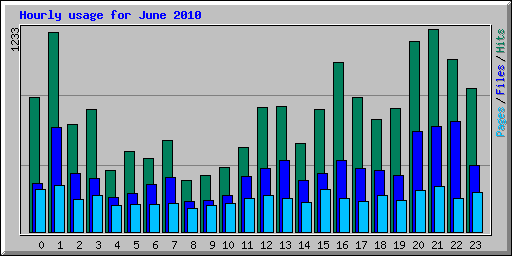 Hourly usage for June 2010
1233
Pages / Files / Hits
0 1 2 3 4 5 6 7 8 9 10 11 12 13 14 15 16 17 18 19 20 21 22 23